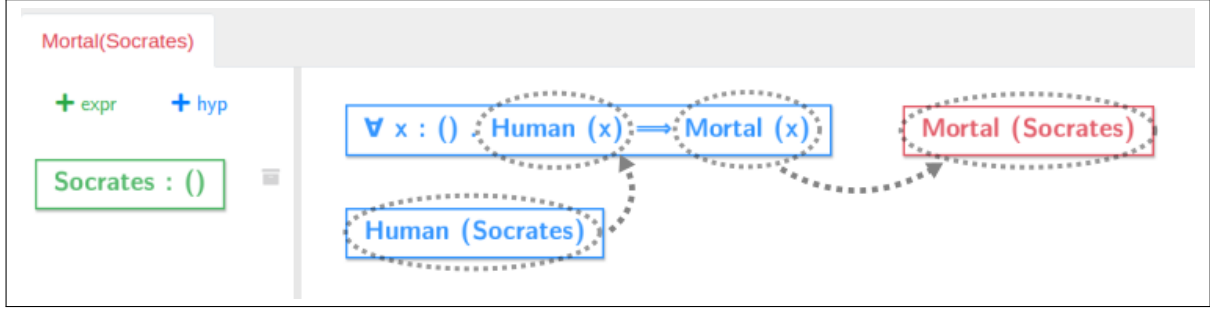 Mortal(Socrates)
+ expr + hyp
∀ x : () . Human (x) ⟹ Mortal (x)
Mortal (Socrates)
Socrates : ()
Human (Socrates)